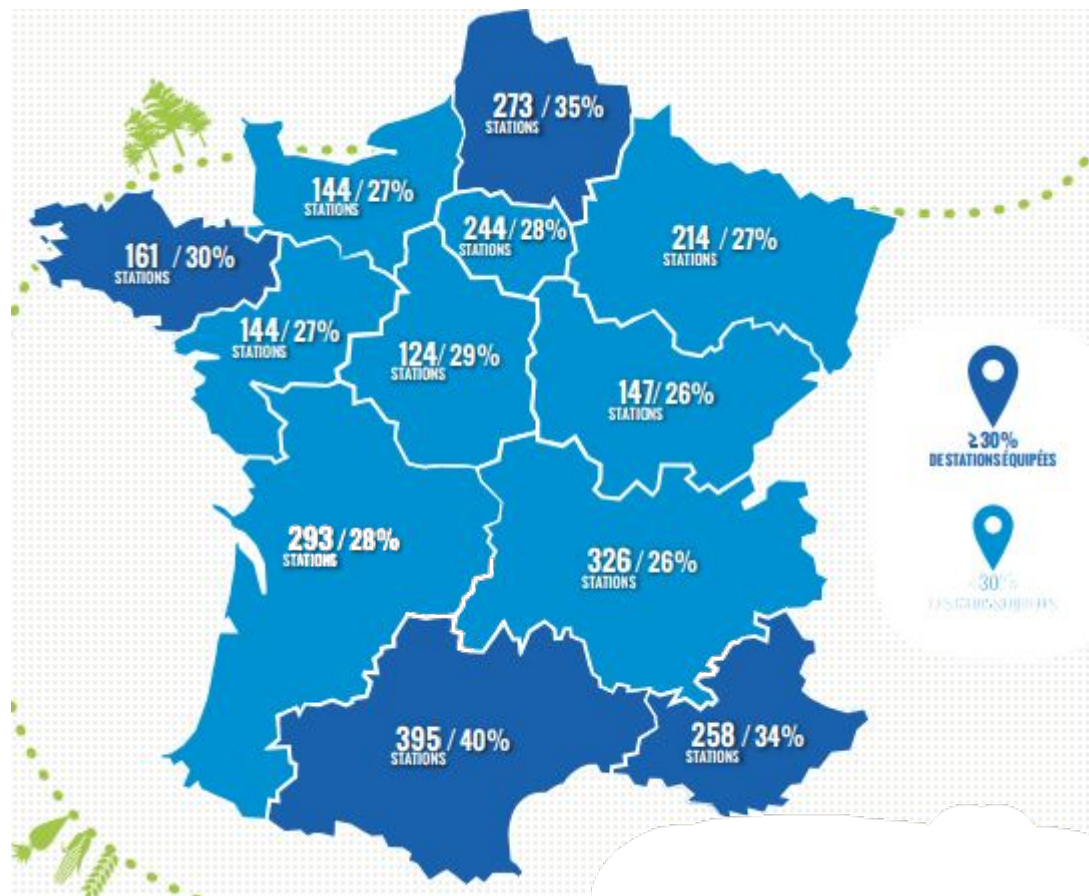 273 / 35%
STATIONS
144 / 27%
STATIONS
244 / 28%
STATIONS
214 / 27%
STATIONS
161 / 30%
STATIONS
144 / 27%
STATIONS
124 / 29%
STATIONS
147 / 26%
STATIONS
≥30%
DE STATIONS ÉQUIPÉES
293 / 28%
STATIONS
326 / 26%
STATIONS
30%
395 / 40%
STATIONS
258 / 34%
STATIONS